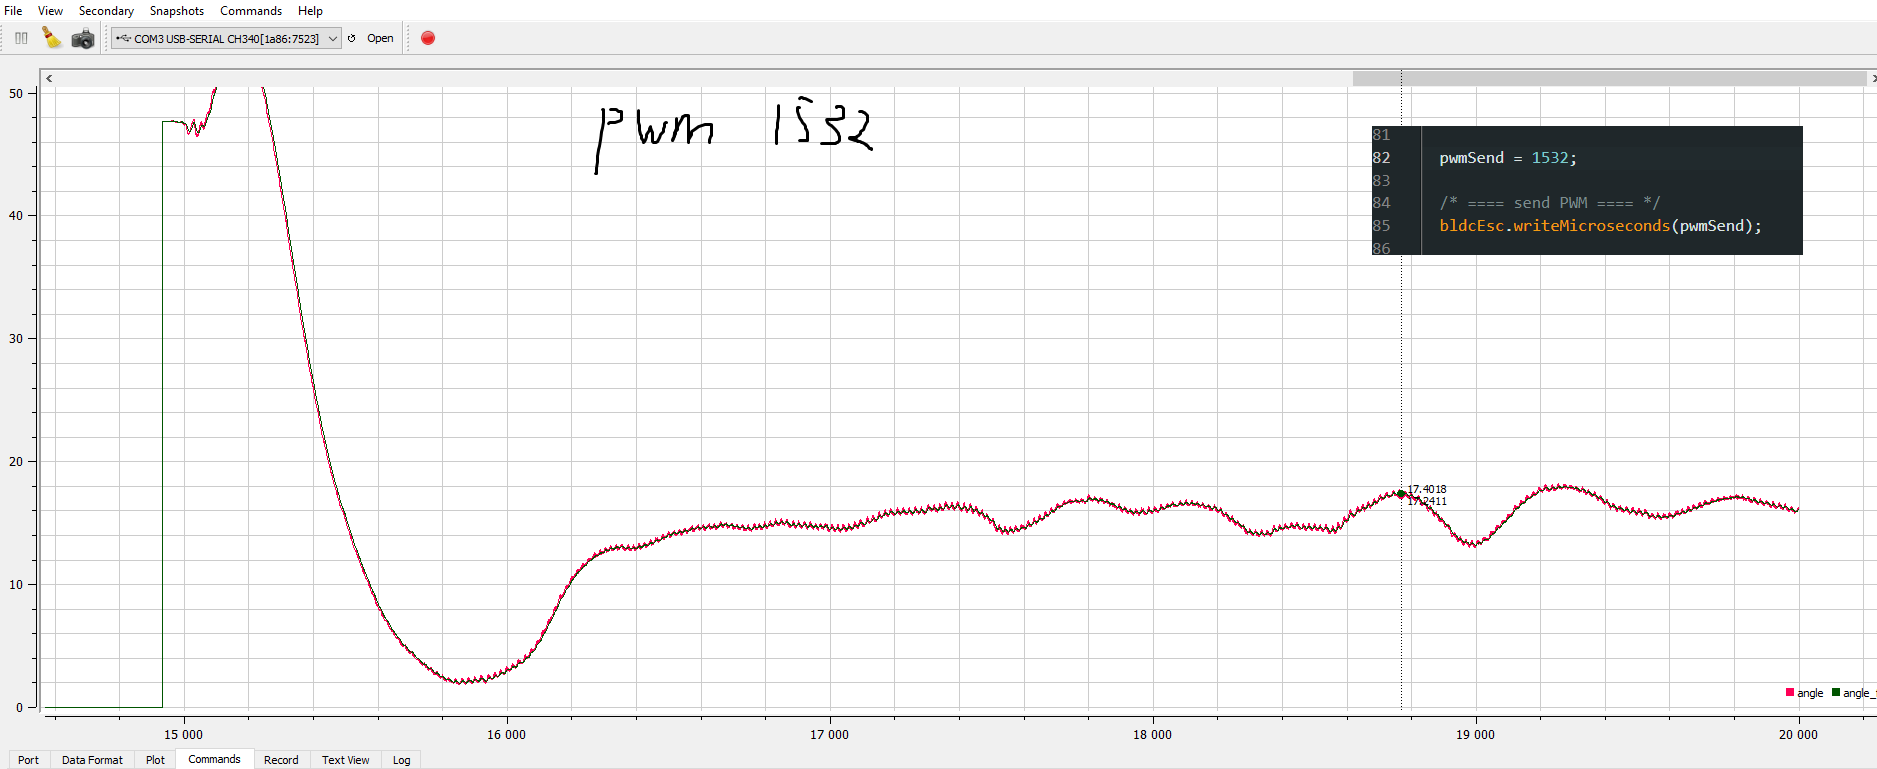 File View Secondary Snapshots Commands Help
COM3 USB-SERIAL CH340[1a86:7523] Open
50
40
30
20
10
0
pwm 1532
81
82 pwmSend = 1532;
83
84 /* ==== send PWM ==== */
85 bldcEsc.writeMicroseconds(pwmSend);
86
17.4018
angle angle_
15 000 16 000 17 000 18 000 19 000 20 000
Port Data Format Plot Commands Record Text View Log